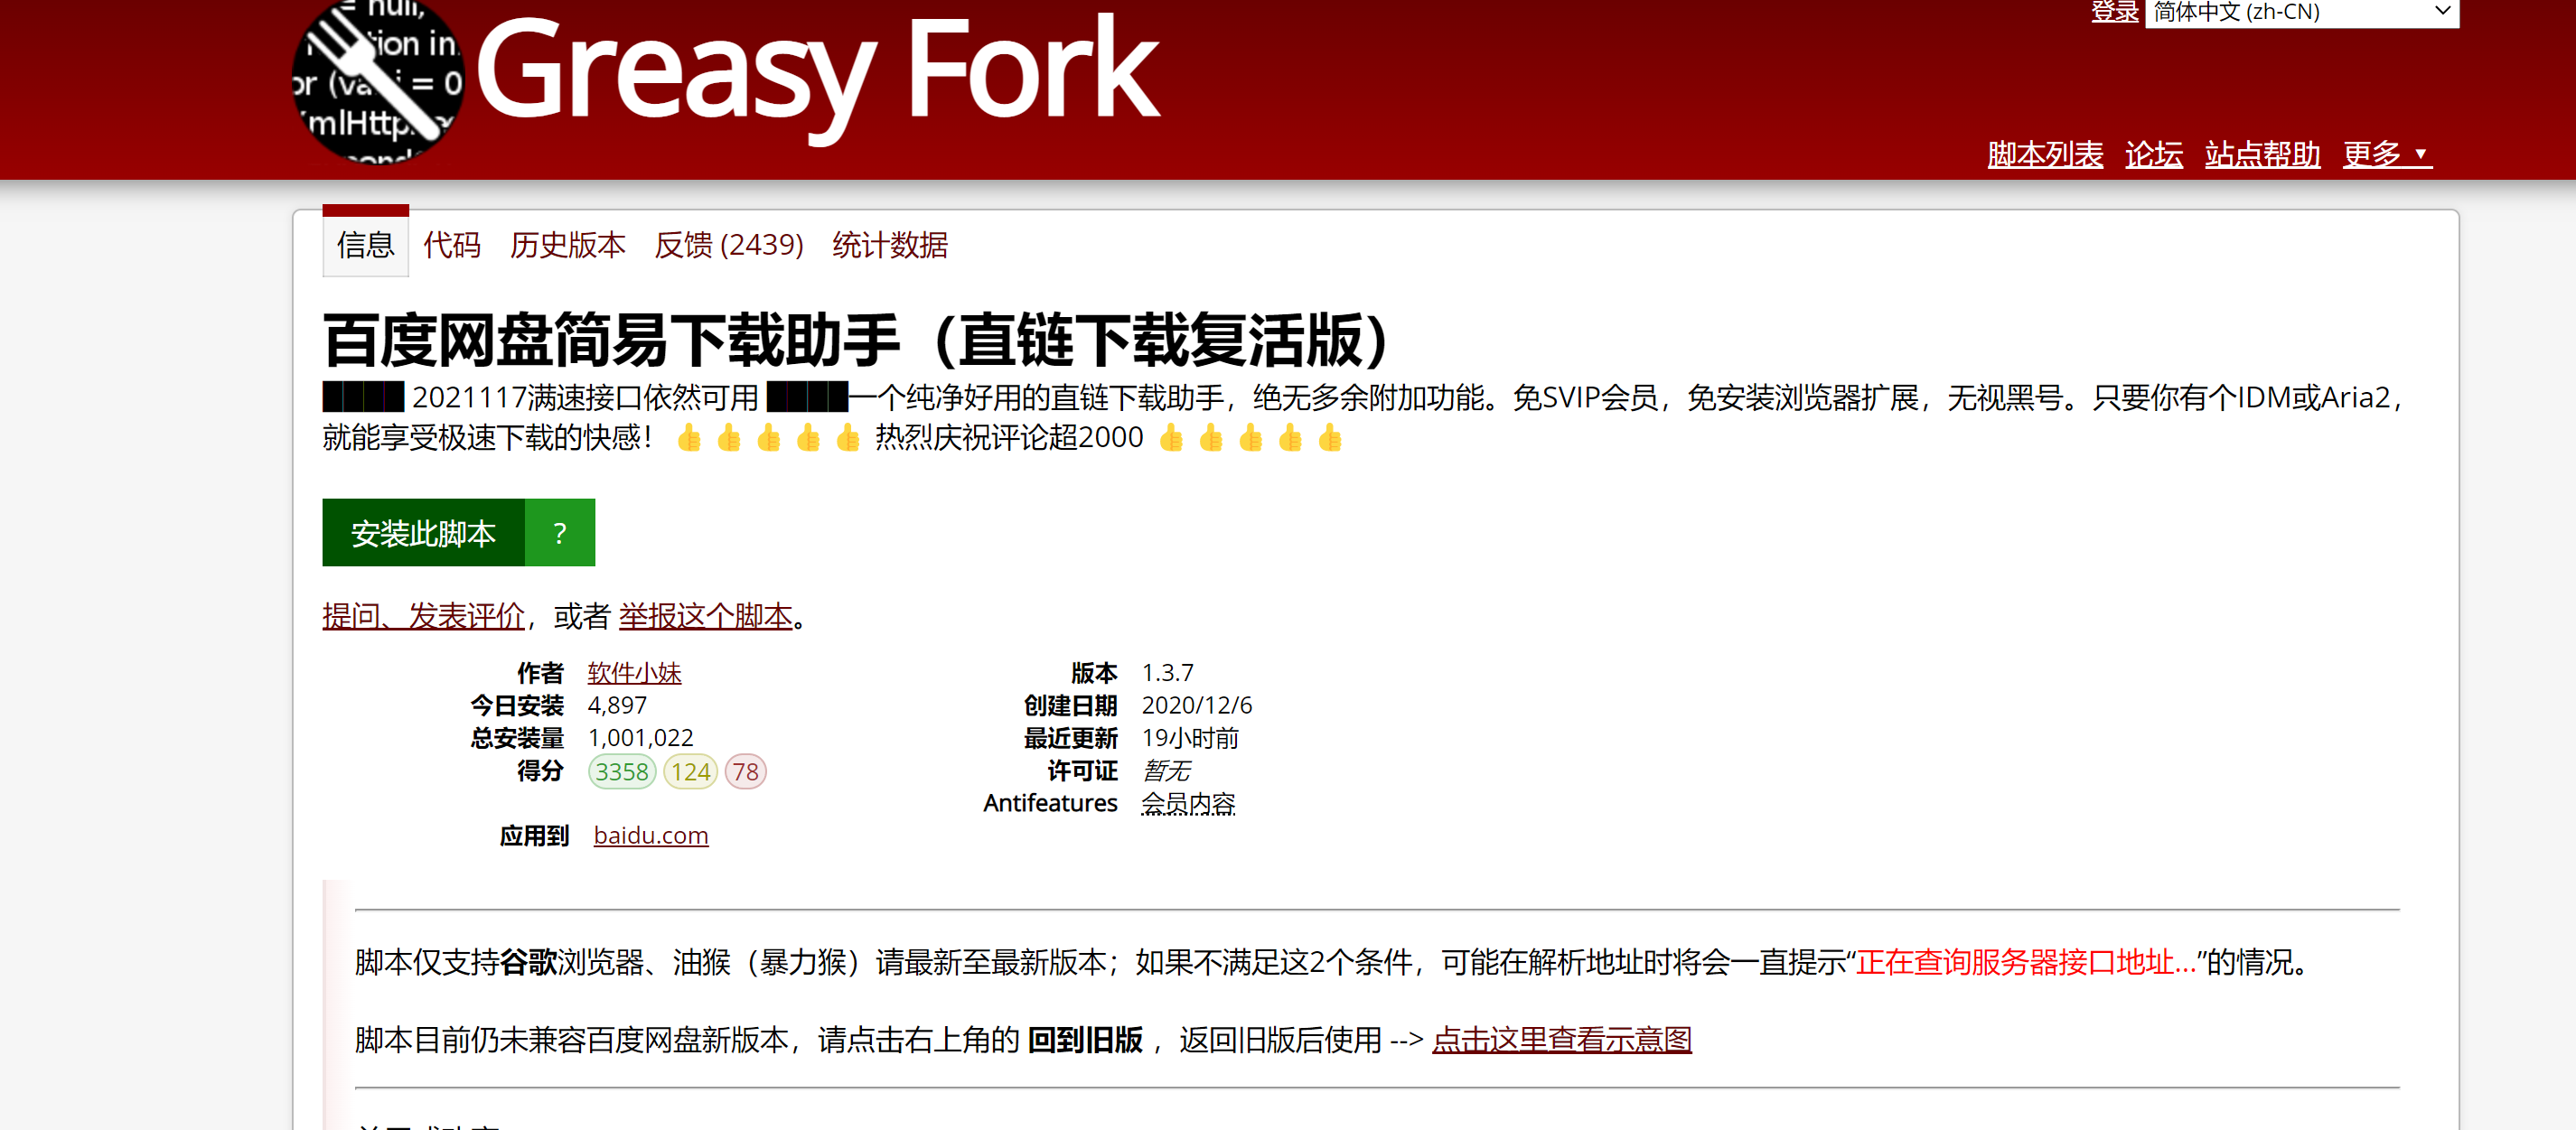 = null,
tion in
or (va i = 0
mlHttp
Greasy Fork
登录 简体中文 (zh-CN)
脚本列表 论坛 站点帮助 更多 ▼
信息 代码 历史版本 反馈 (2439) 统计数据
百度网盘简易下载助手（直链下载复活版）
████ 2021117满速接口依然可用 ████一个纯净好用的直链下载助手，绝无多余附加功能。免SVIP会员，免安装浏览器扩展，无视黑号。只要你有个IDM或Aria2，
就能享受极速下载的快感！ 👍 👍 👍 👍 👍 热烈庆祝评论超2000 👍 👍 👍 👍 👍
安装此脚本 ?
提问、发表评价，或者 举报这个脚本。
作者 软件小妹
今日安装 4,897
总安装量 1,001,022
得分 3358 124 78
应用到 baidu.com
版本 1.3.7
创建日期 2020/12/6
最近更新 19小时前
许可证 暂无
Antifeatures 会员内容
脚本仅支持谷歌浏览器、油猴（暴力猴）请最新至最新版本；如果不满足这2个条件，可能在解析地址时将会一直提示“正在查询服务器接口地址...”的情况。
脚本目前仍未兼容百度网盘新版本，请点击右上角的 回到旧版 ，返回旧版后使用 --> 点击这里查看示意图